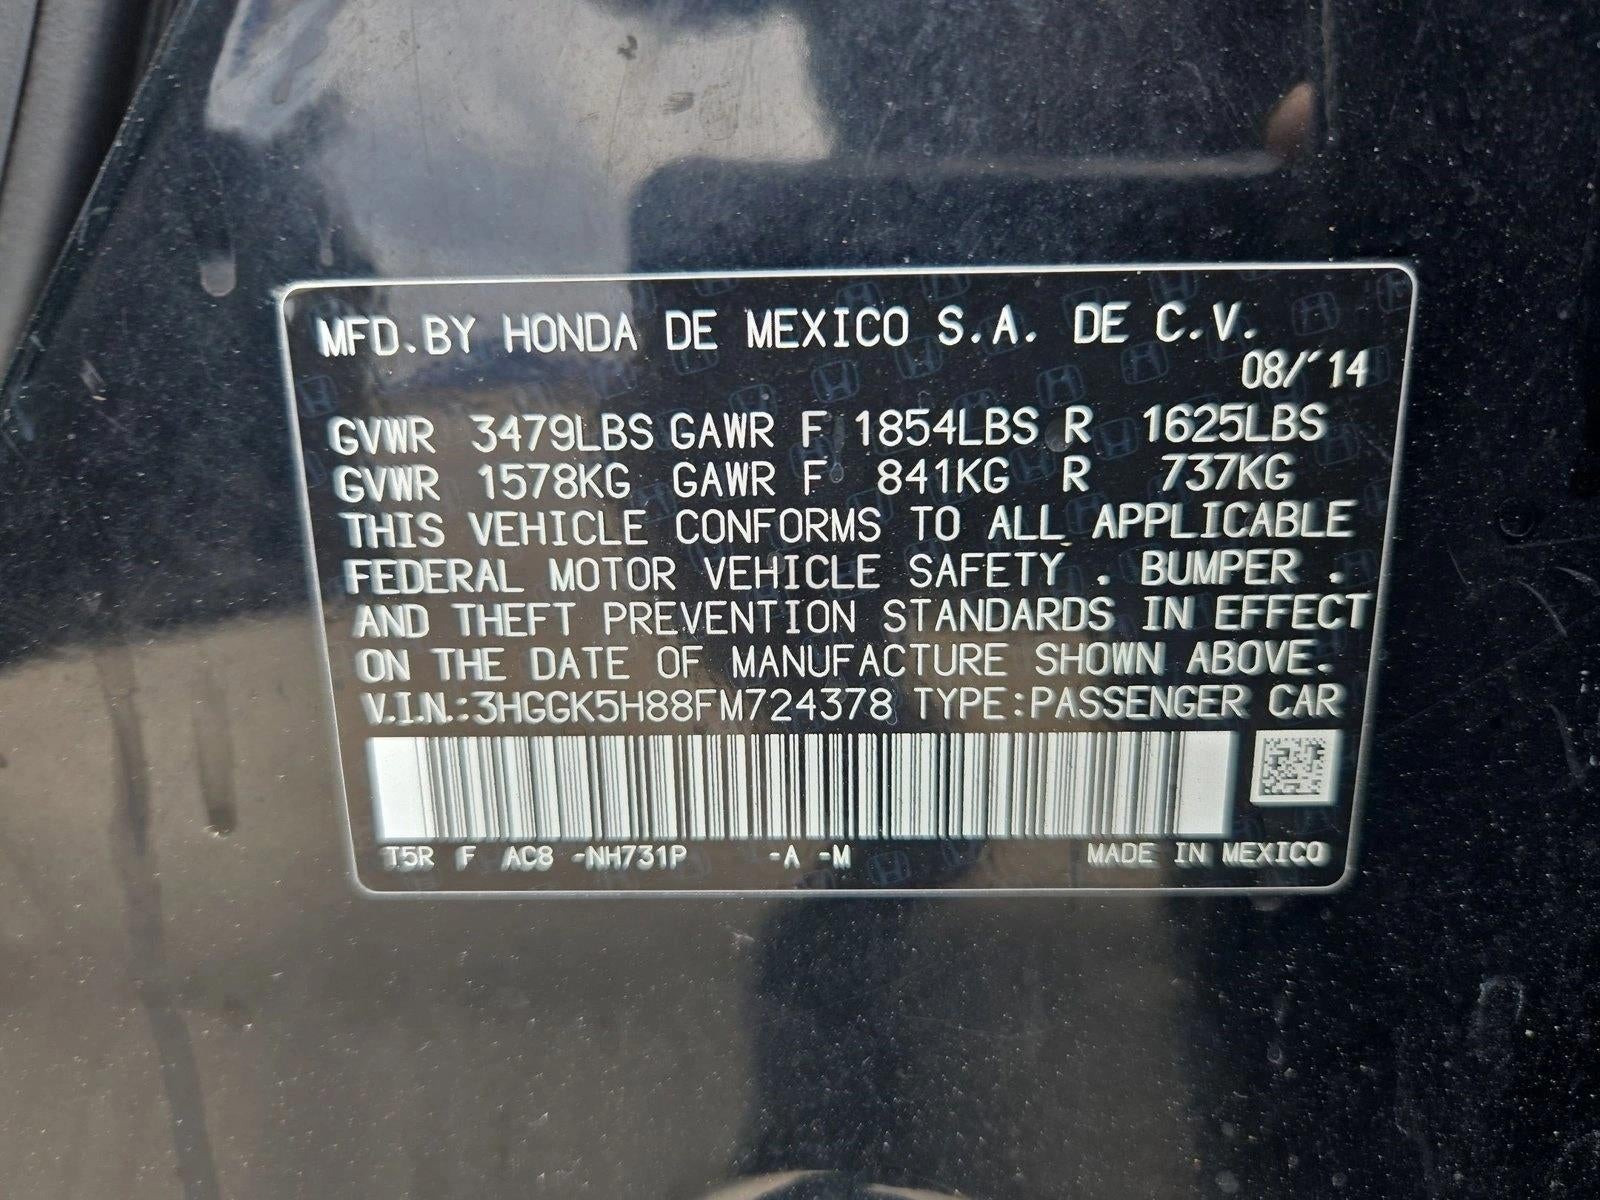 MFD.BY HONDA DE MEXICO S.A. DE C.V.
08/'14
GVWR 3479LBS GAWR F 1854LBS R 1625LBS
GVWR 1578KG GAWR F 841KG R 737KG
THIS VEHICLE CONFORMS TO ALL APPLICABLE
FEDERAL MOTOR VEHICLE SAFETY , BUMPER ,
AND THEFT PREVENTION STANDARDS IN EFFECT
ON THE DATE OF MANUFACTURE SHOWN ABOVE.
V.I.N.:3HGGK5H88FM724378 TYPE:PASSENGER CAR
T5R F AC8 -NH731P -A -M MADE IN MEXICO